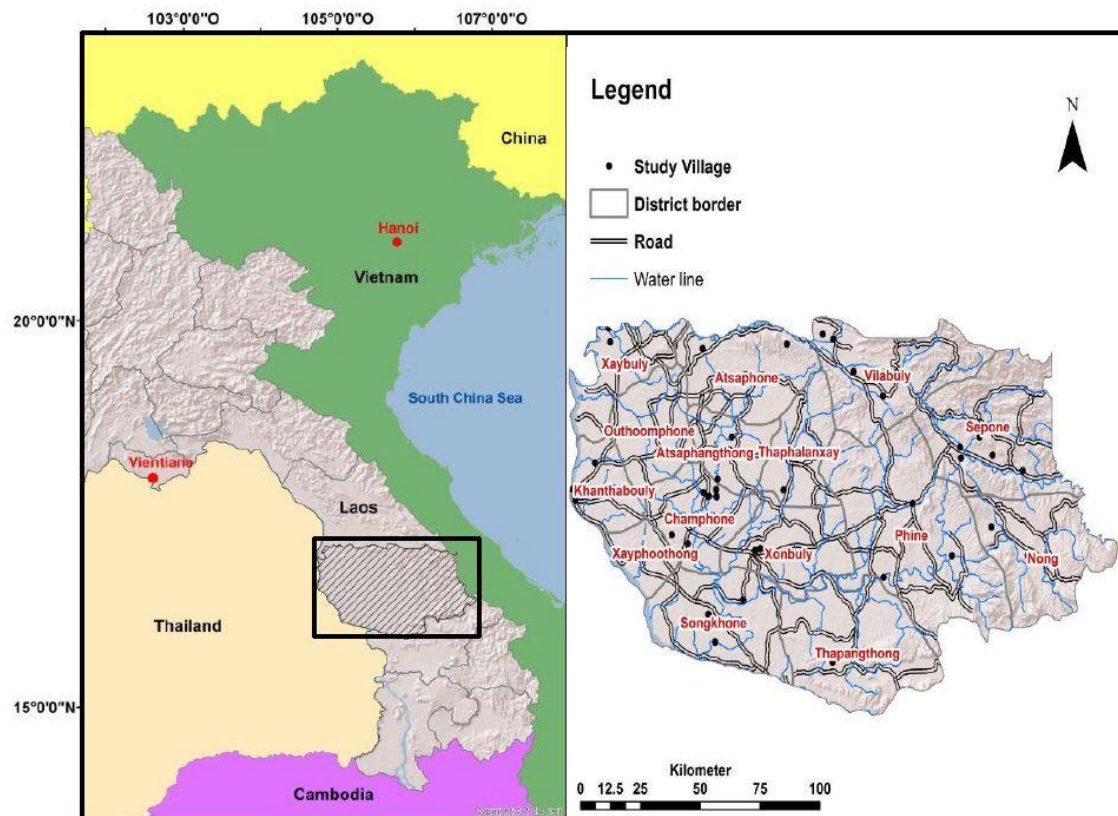 103°0'0"O 105°0'0"O 107°0'0"O
20°0'0"N
15°0'0"N
China
Hanoi
Vietnam
South China Sea
Vientiane
Laos
Thailand
Cambodia
Legend
N
Study Village
District border
Road
Water line
Xaybuly
Atsaphone
Vilabuly
Outhoomphone
Sepone
Atsaphangthong
Thaphalanxay
Khanthabouly
Champhone
Phine
Xayphoothong
Xonbuly
Nong
Songkhone
Thapangthong
Kilometer
0 12.5 25 50 75 100